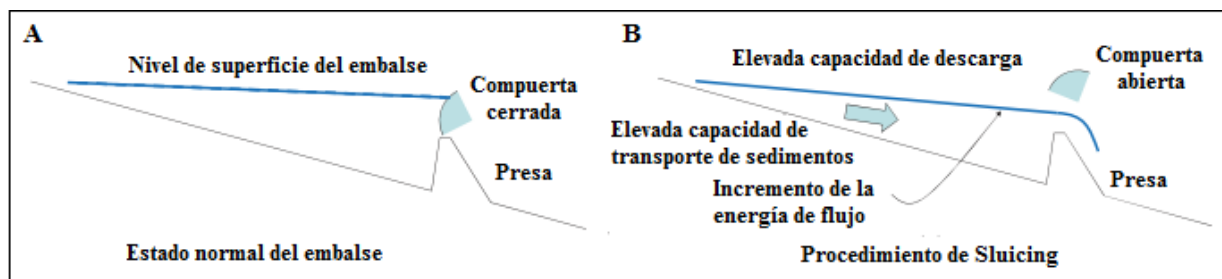 A
Nivel de superficie del embalse
Compuerta
cerrada
Presa
Estado normal del embalse
B
Elevada capacidad de descarga
Compuerta
abierta
Elevada capacidad de
transporte de sedimentos
Incremento de la
energía de flujo
Presa
Procedimiento de Sluicing